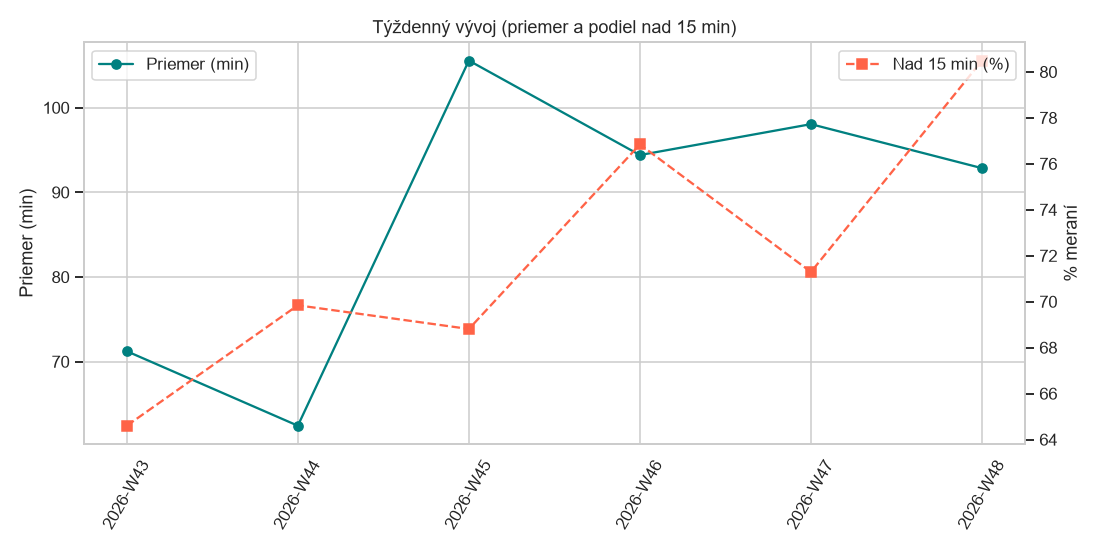 Týždenný vývoj (priemer a podiel nad 15 min)
Priemer (min)
Nad 15 min (%)
100
90
80
70
Priemer (min)
80
78
76
74
72
70
68
66
64
% meraní
2026-W43
2026-W44
2026-W45
2026-W46
2026-W47
2026-W48